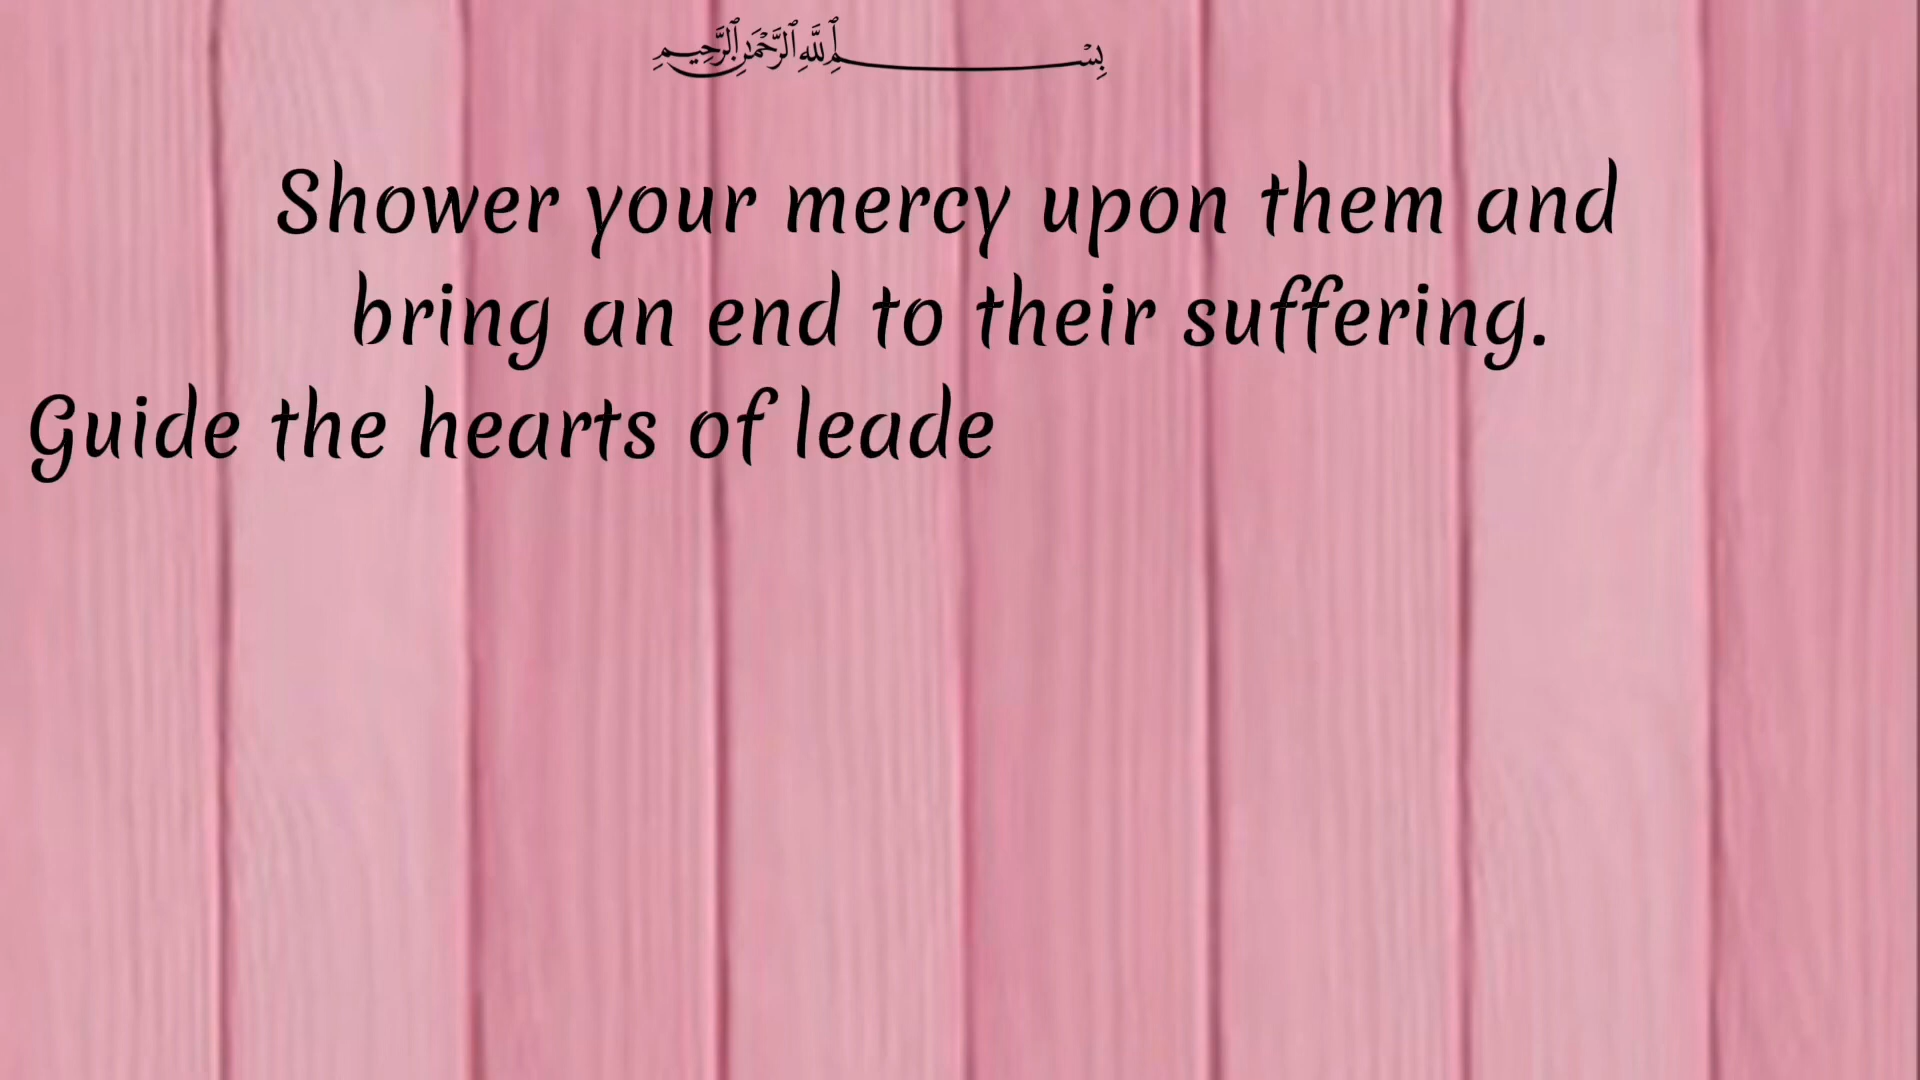 بِسْمِ ٱللَّهِ ٱلرَّحْمَٰنِ ٱلرَّحِيمِ
Shower your mercy upon them and
bring an end to their suffering.
Guide the hearts of leade